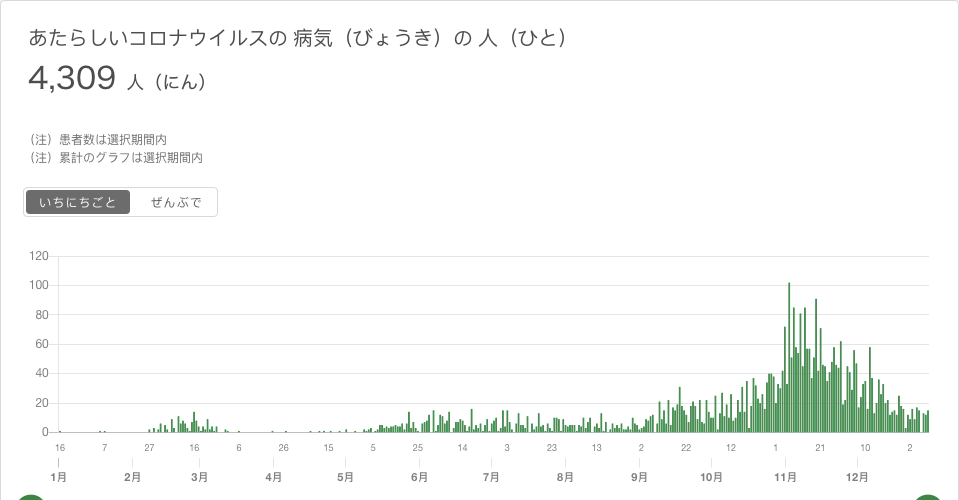 あたらしいコロナウイルスの 病気（びょうき）の 人（ひと）
4,309 人（にん）
（注）患者数は選択期間内
（注）累計のグラフは選択期間内
いちにちごと ぜんぶで
120
100
80
60
40
20
0
16 7 27 16 6 26 15 5 25 14 3 23 13 2 22 12 1 21 10 2
1月 2月 3月 4月 5月 6月 7月 8月 9月 10月 11月 12月